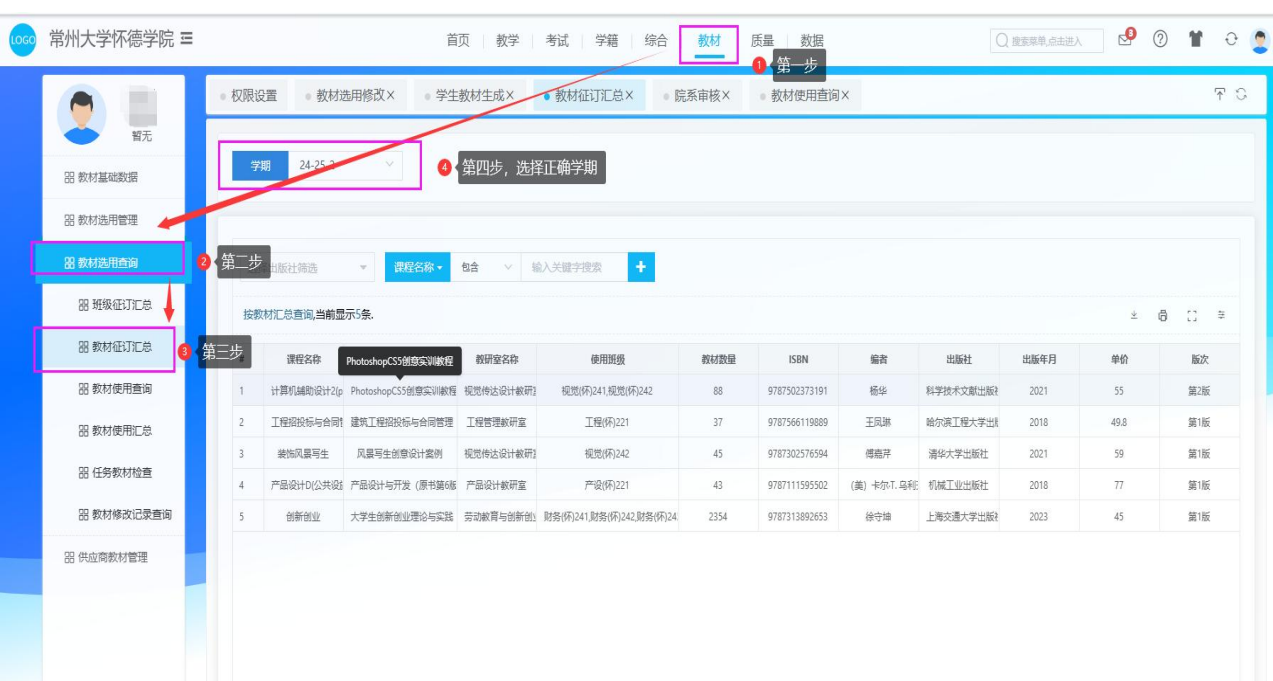 LOGO 常州大学怀德学院
首页 教学 考试 学籍 综合 教材 质量 数据
搜索菜单,点击进入
8
1 第一步
权限设置 教材选用修改× 学生教材生成× 教材征订汇总× 院系审核× 教材使用查询×
暂无
学期 24-25-2
4 第四步，选择正确学期
教材基础数据
教材选用管理
教材选用查询
2 第二步
出版社筛选 课程名称 包含 输入关键字搜索 +
班级征订汇总
按教材汇总查询,当前显示5条.
教材征订汇总
3 第三步
# 课程名称 PhotoshopCS5创意实训教程 教研室名称 使用班级 教材数量 ISBN 编者 出版社 出版年月 单价 版次
教材使用查询
1 计算机辅助设计2(p PhotoshopCS5创意实训教程 视觉传达设计教研 视觉(怀)241,视觉(怀)242 88 9787502373191 杨华 科学技术文献出版 2021 55 第2版
教材使用汇总
2 工程招投标与合同 建筑工程招投标与合同管理 工程管理教研室 工程(怀)221 37 9787566119889 王凤琳 哈尔滨工程大学出 2018 49.8 第1版
3 装饰风景写生 风景写生创意设计案例 视觉传达设计教研 视觉(怀)242 45 9787302576594 傅嘉芹 清华大学出版社 2021 59 第1版
任务教材检查
4 产品设计D(公共设 产品设计与开发（原书第6版 产品设计教研室 产设(怀)221 43 9787111595502 (美) 卡尔·T. 乌利 机械工业出版社 2018 77 第1版
教材修改记录查询
5 创新创业 大学生创新创业理论与实践 劳动教育与创新创 财务(怀)241,财务(怀)242,财务(怀)24 2354 9787313892653 徐守坤 上海交通大学出版 2023 45 第1版
供应商教材管理